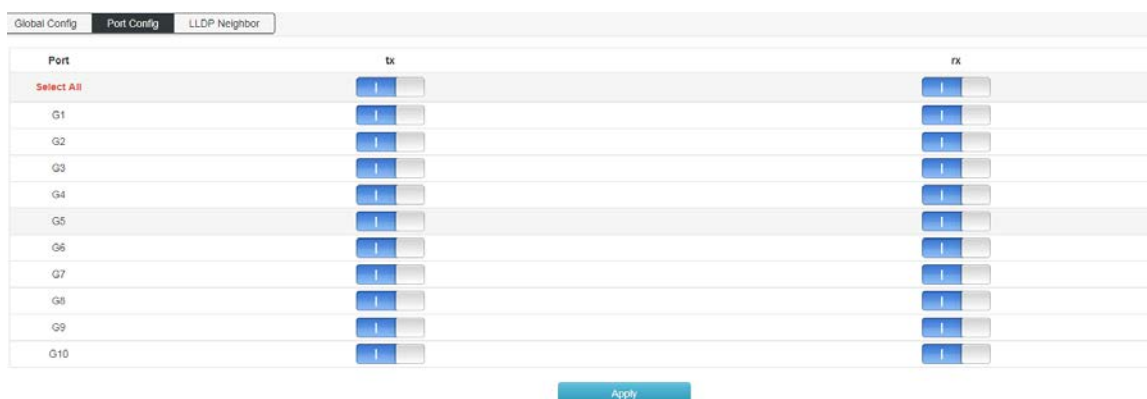 Global Config Port Config LLDP Neighbor
Port tx rx
Select All
G1
G2
G3
G4
G5
G6
G7
G8
G9
G10
Apply